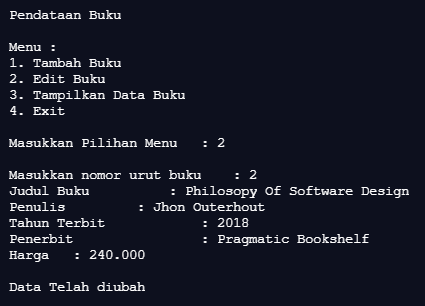 Pendataan Buku
Menu :
1. Tambah Buku
2. Edit Buku
3. Tampilkan Data Buku
4. Exit
Masukkan Pilihan Menu : 2
Masukkan nomor urut buku : 2
Judul Buku : Philosopy Of Software Design
Penulis : Jhon Outerhout
Tahun Terbit : 2018
Penerbit : Pragmatic Bookshelf
Harga : 240.000
Data Telah diubah